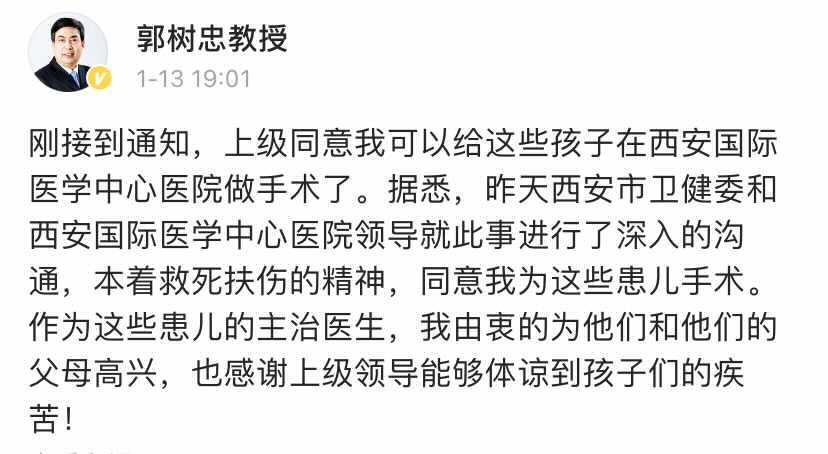 郭树忠教授
1-13 19:01
刚接到通知，上级同意我可以给这些孩子在西安国际
医学中心医院做手术了。据悉，昨天西安市卫健委和
西安国际医学中心医院领导就此事进行了深入的沟
通，本着救死扶伤的精神，同意我为这些患儿手术。
作为这些患儿的主治医生，我由衷的为他们和他们的
父母高兴，也感谢上级领导能够体谅到孩子们的疾
苦！